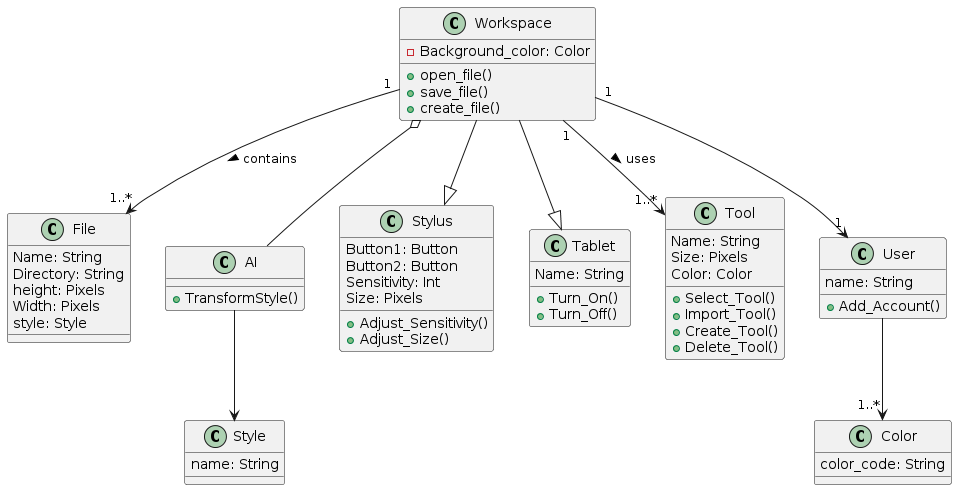 C Workspace
Background_color: Color
open_file()
save_file()
create_file()
1
1
1
contains
uses
1..*
1..*
1
C File
Name: String
Directory: String
height: Pixels
Width: Pixels
style: Style
C AI
TransformStyle()
C Stylus
Button1: Button
Button2: Button
Sensitivity: Int
Size: Pixels
Adjust_Sensitivity()
Adjust_Size()
C Tablet
Name: String
Turn_On()
Turn_Off()
C Tool
Name: String
Size: Pixels
Color: Color
Select_Tool()
Import_Tool()
Create_Tool()
Delete_Tool()
C User
name: String
Add_Account()
1..*
C Style
name: String
C Color
color_code: String